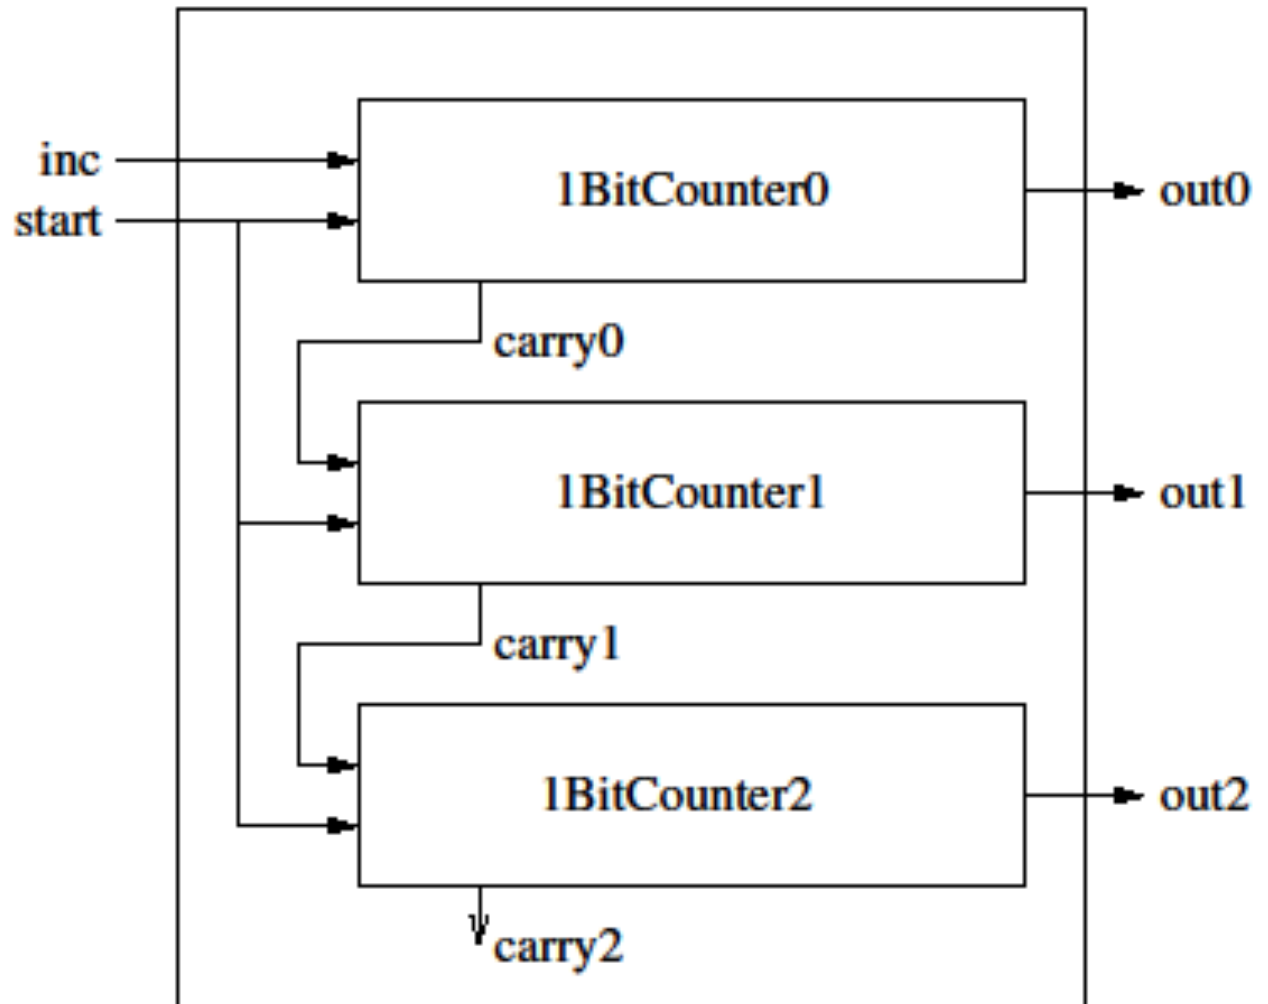 inc
start
1BitCounter0
out0
carry0
1BitCounter1
out1
carry1
1BitCounter2
out2
carry2